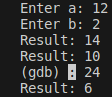 Enter a: 12
Enter b: 2
Result: 14
Result: 10
(gdb) : 24
Result: 6